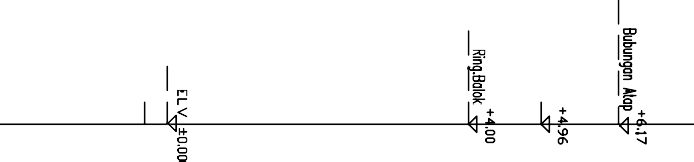 EL.V. ±0.00
Ring.Balok
+4.00
+4.96
Bubungan Atap
+6.17